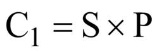 C₁ = S × P